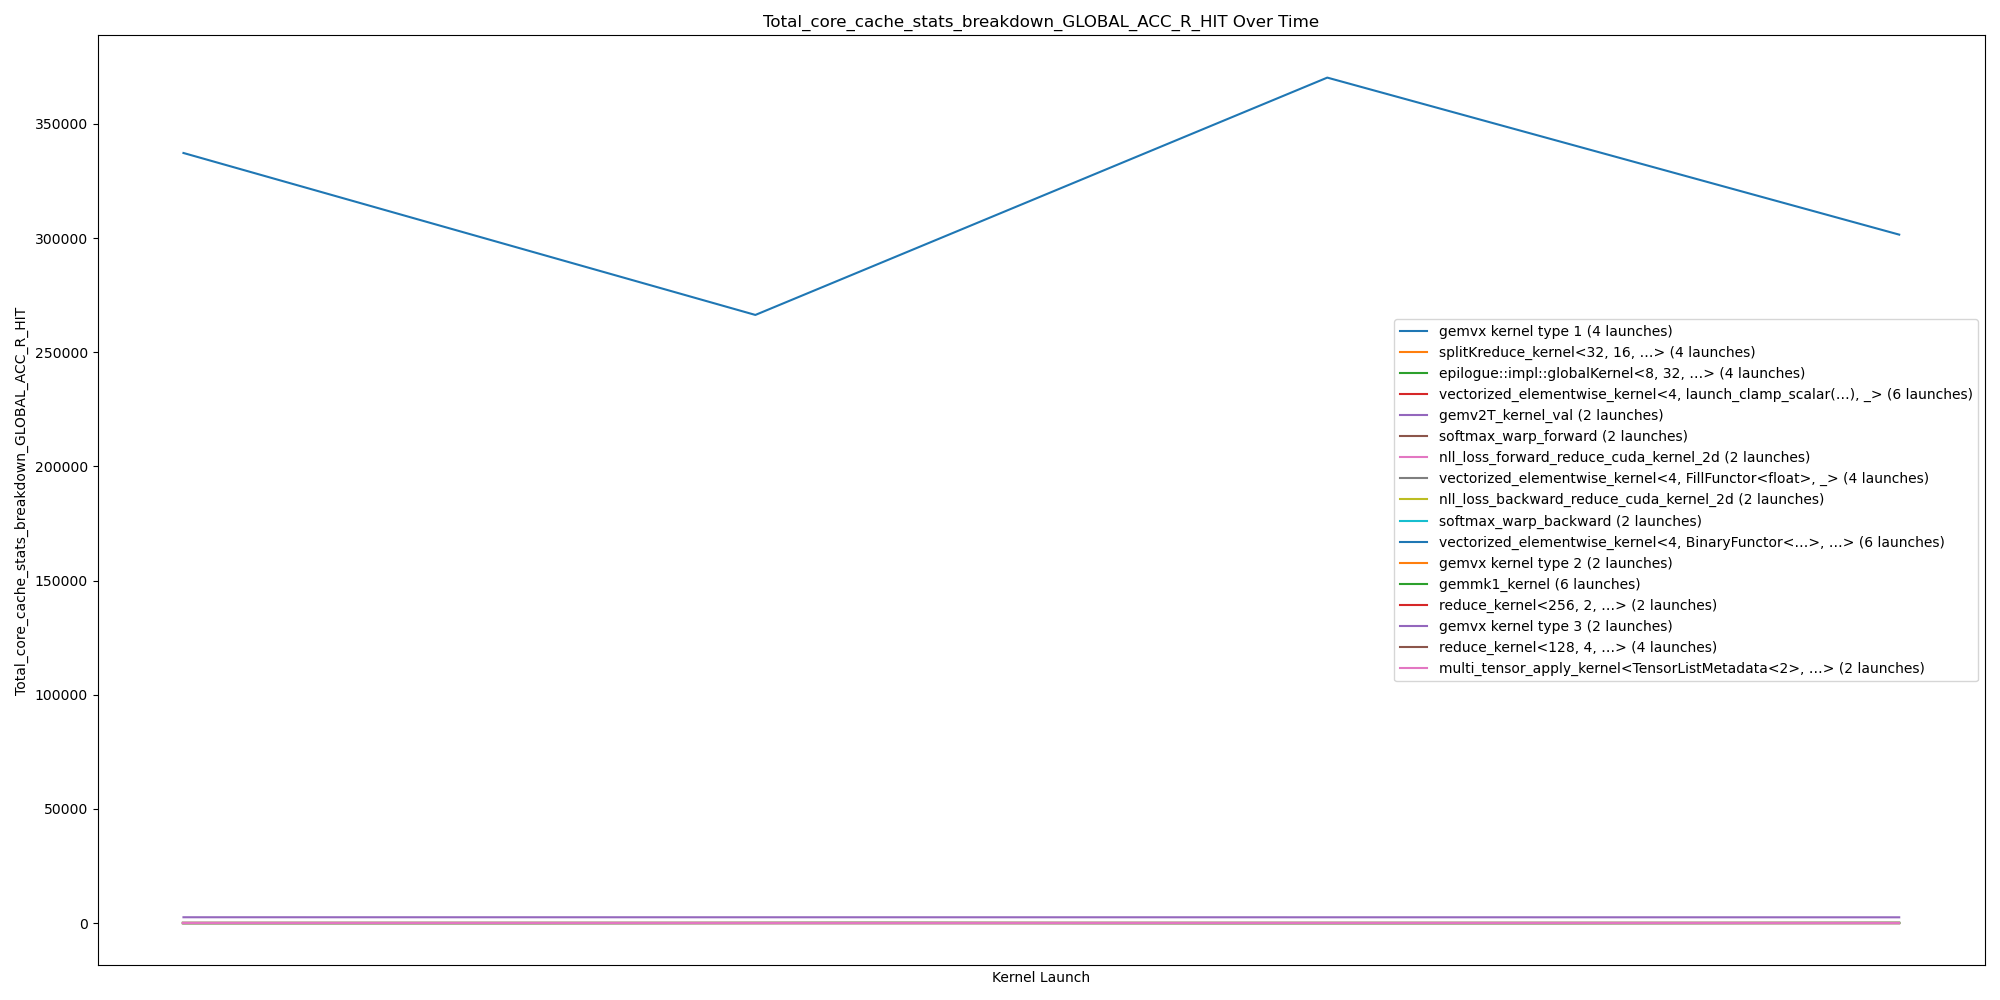 Total_core_cache_stats_breakdown_GLOBAL_ACC_R_HIT Over Time
Total_core_cache_stats_breakdown_GLOBAL_ACC_R_HIT
350000
300000
250000
200000
150000
100000
50000
0
gemvx kernel type 1 (4 launches)
splitKreduce_kernel<32, 16, ...> (4 launches)
epilogue::impl::globalKernel<8, 32, ...> (4 launches)
vectorized_elementwise_kernel<4, launch_clamp_scalar(...), _> (6 launches)
gemv2T_kernel_val (2 launches)
softmax_warp_forward (2 launches)
nll_loss_forward_reduce_cuda_kernel_2d (2 launches)
vectorized_elementwise_kernel<4, FillFunctor<float>, _> (4 launches)
nll_loss_backward_reduce_cuda_kernel_2d (2 launches)
softmax_warp_backward (2 launches)
vectorized_elementwise_kernel<4, BinaryFunctor<...>, ...> (6 launches)
gemvx kernel type 2 (2 launches)
gemmk1_kernel (6 launches)
reduce_kernel<256, 2, ...> (2 launches)
gemvx kernel type 3 (2 launches)
reduce_kernel<128, 4, ...> (4 launches)
multi_tensor_apply_kernel<TensorListMetadata<2>, ...> (2 launches)
Kernel Launch